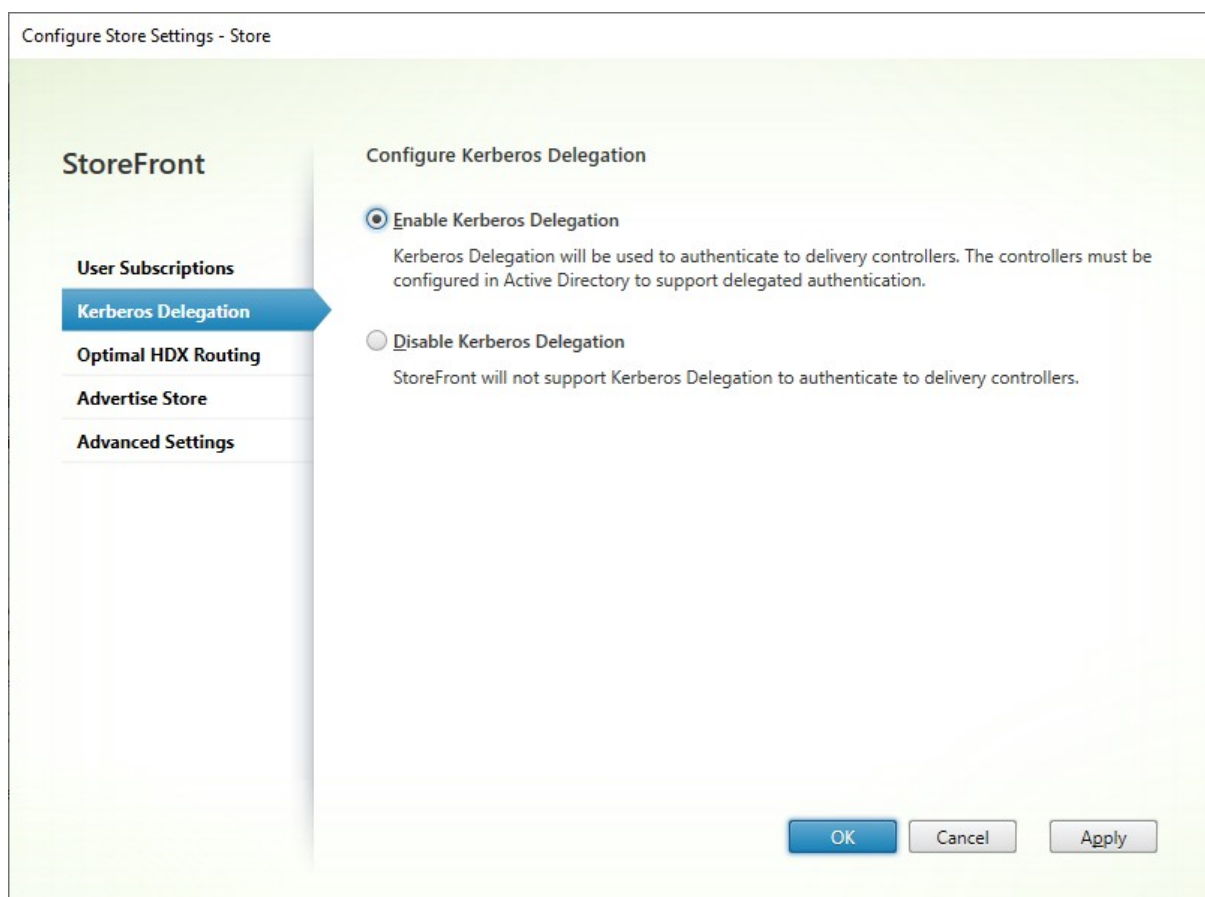 Configure Store Settings - Store
StoreFront
User Subscriptions
Kerberos Delegation
Optimal HDX Routing
Advertise Store
Advanced Settings
Configure Kerberos Delegation
Enable Kerberos Delegation
Kerberos Delegation will be used to authenticate to delivery controllers. The controllers must be
configured in Active Directory to support delegated authentication.
Disable Kerberos Delegation
StoreFront will not support Kerberos Delegation to authenticate to delivery controllers.
OK
Cancel
Apply